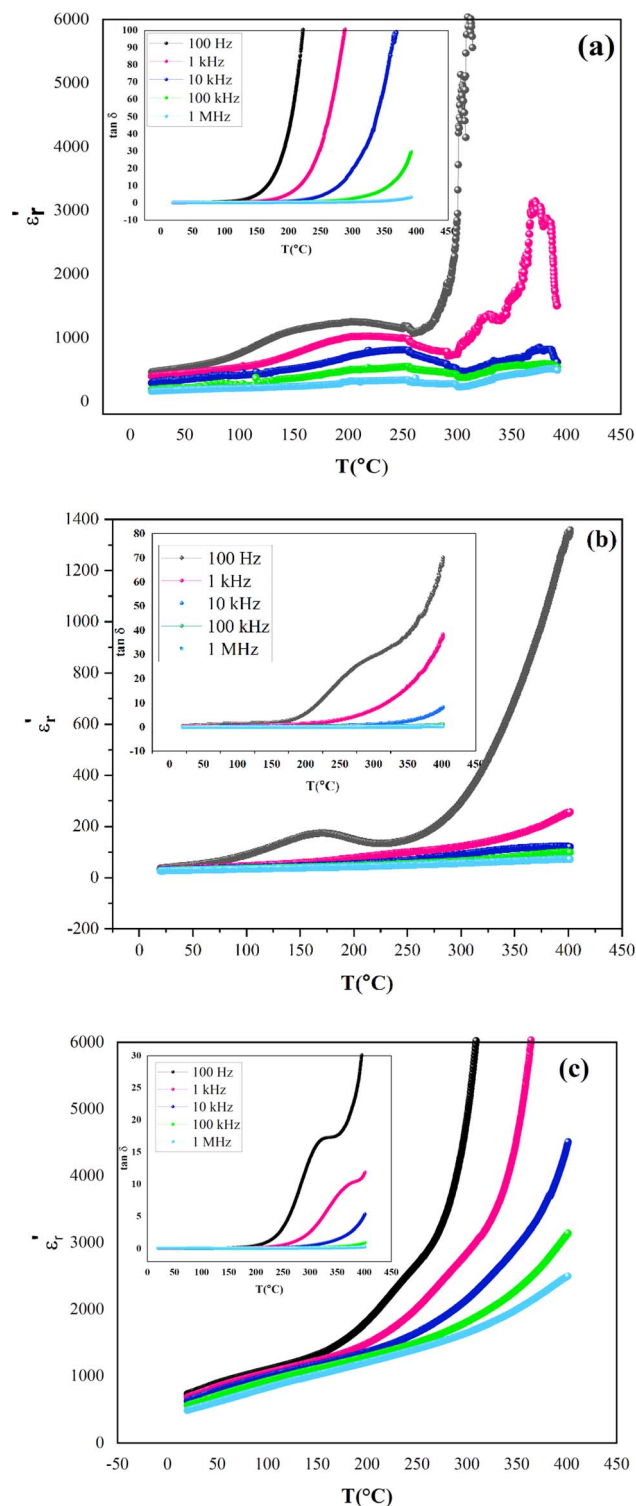 6000
5000
4000
3000
2000
1000
0
ε'r
0 50 100 150 200 250 300 350 400 450
T(°C)
(a)
100
90
80
70
60
50
40
30
20
10
0
-10
tan δ
100 Hz
1 kHz
10 kHz
100 kHz
1 MHz
50 100 150 200 250 300 350 400 450
T(°C)
1400
1200
1000
800
600
400
200
0
-200
ε'r
0 50 100 150 200 250 300 350 400 450
T(°C)
(b)
80
70
60
50
40
30
20
10
0
-10
tan δ
100 Hz
1 kHz
10 kHz
100 kHz
1 MHz
50 100 150 200 250 300 350 400 450
T(°C)
6000
5000
4000
3000
2000
1000
0
ε'r
-50 0 50 100 150 200 250 300 350 400 450
T(°C)
(c)
30
25
20
15
10
5
0
tan δ
100 Hz
1 kHz
10 kHz
100 kHz
1 MHz
0 50 100 150 200 250 300 350 400 450
T(°C)